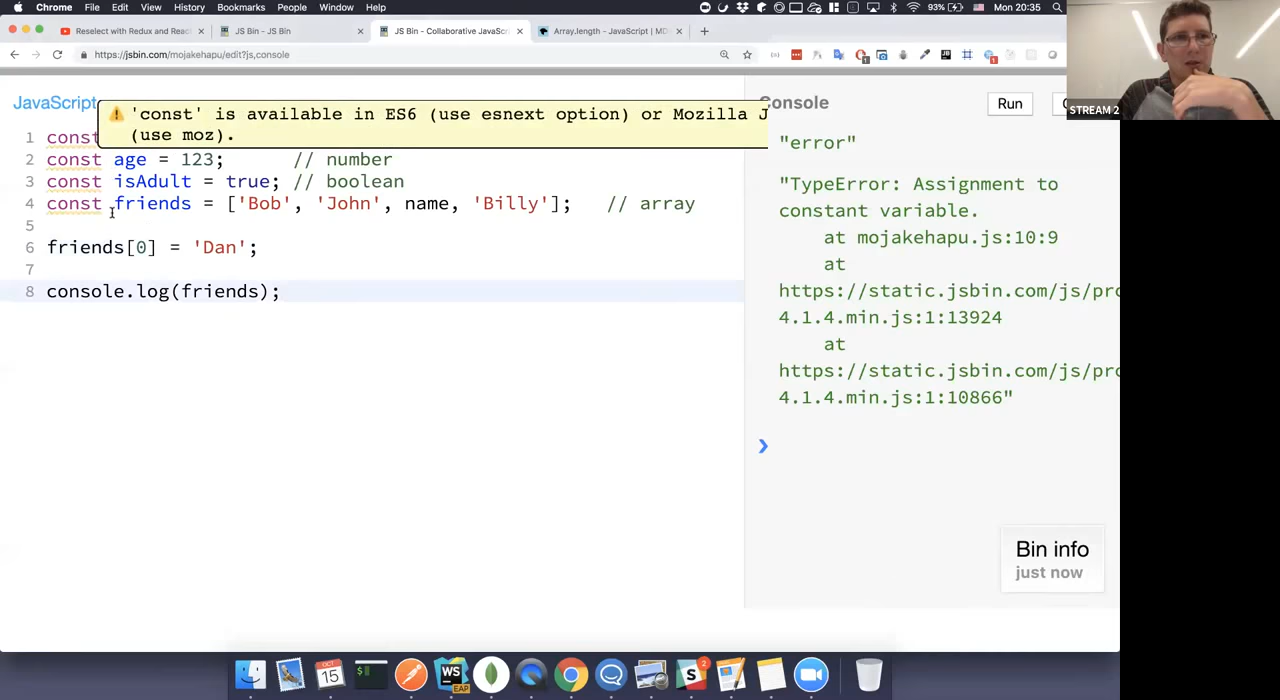 Chrome File Edit View History Bookmarks People Window Help 93% Mon 20:35
Reselect with Redux and Reac JS Bin - JS Bin JS Bin - Collaborative JavaScri Array.length - JavaScript | MD
https://jsbin.com/mojakehapu/edit?js,console
STREAM 2
JavaScript
'const' is available in ES6 (use esnext option) or Mozilla J
(use moz).
1 const
2 const age = 123; // number
3 const isAdult = true; // boolean
4 const friends = ['Bob', 'John', name, 'Billy']; // array
5
6 friends[0] = 'Dan';
7
8 console.log(friends);
Console
Run
"error"
"TypeError: Assignment to
constant variable.
at mojakehapu.js:10:9
at
https://static.jsbin.com/js/pro
4.1.4.min.js:1:13924
at
https://static.jsbin.com/js/pro
4.1.4.min.js:1:10866"
Bin info
just now
OCT
15
WS
EAP
S
2